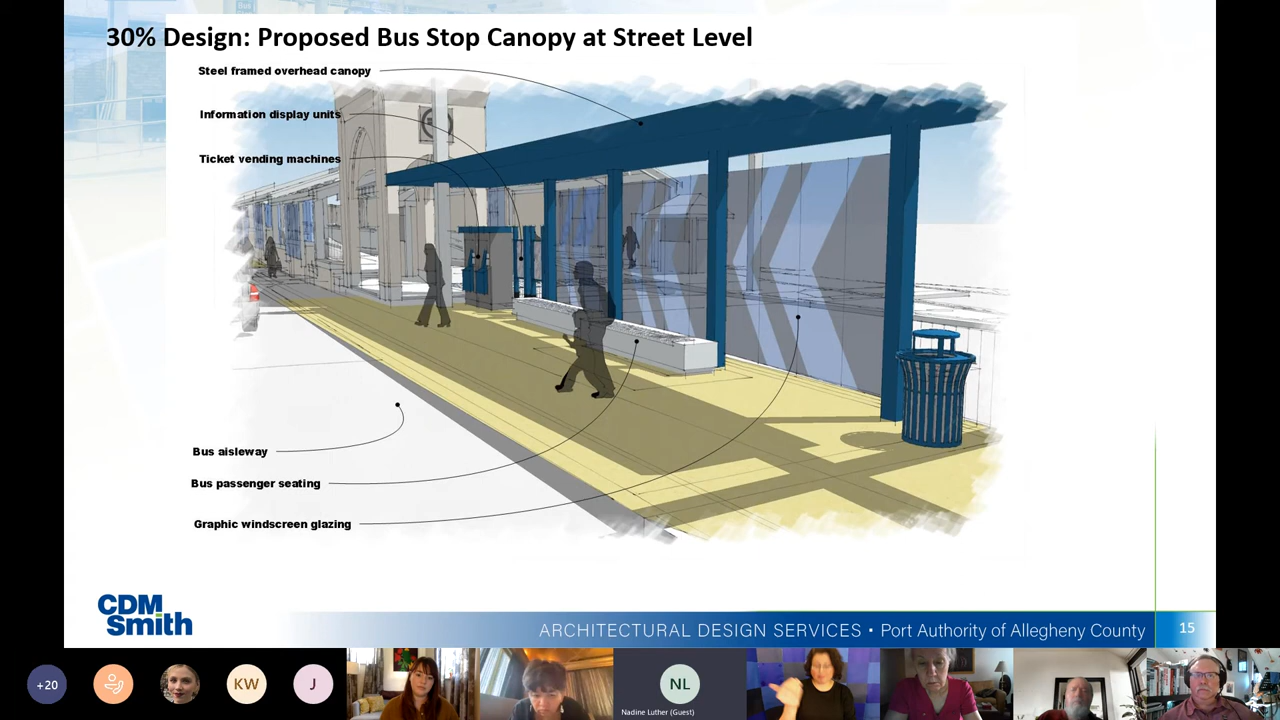 30% Design: Proposed Bus Stop Canopy at Street Level
Steel framed overhead canopy
Information display units
Ticket vending machines
Bus aisleway
Bus passenger seating
Graphic windscreen glazing
CDM
Smith
ARCHITECTURAL DESIGN SERVICES • Port Authority of Allegheny County
15
+20
KW
J
NL
Nadine Luther (Guest)